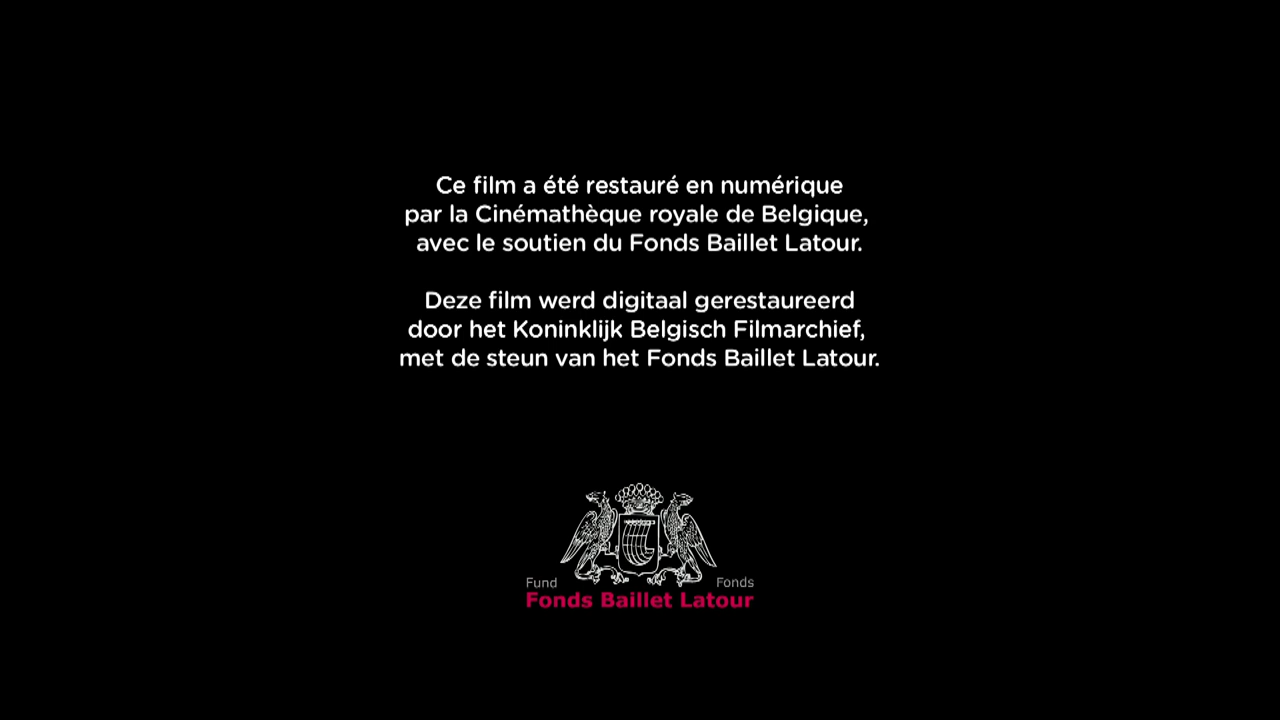 Ce film a été restauré en numérique
par la Cinémathèque royale de Belgique,
avec le soutien du Fonds Baillet Latour.
Deze film werd digitaal gerestaureerd
door het Koninklijk Belgisch Filmarchief,
met de steun van het Fonds Baillet Latour.
Fund Fonds
Fonds Baillet Latour